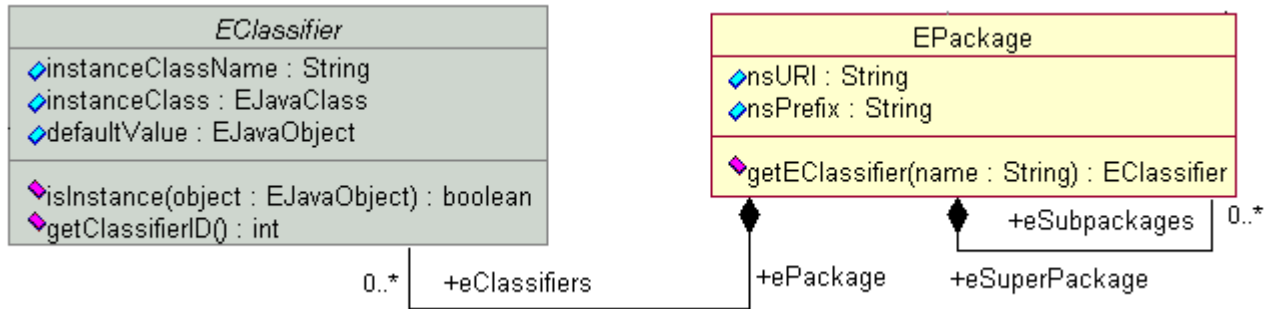 EClassifier
instanceClassName : String
instanceClass : EJavaClass
defaultValue : EJavaObject
isInstance(object : EJavaObject) : boolean
getClassifierID() : int
EPackage
nsURI : String
nsPrefix : String
getEClassifier(name : String) : EClassifier
+eSubpackages
0..*
0..*
+eClassifiers
+ePackage
+eSuperPackage